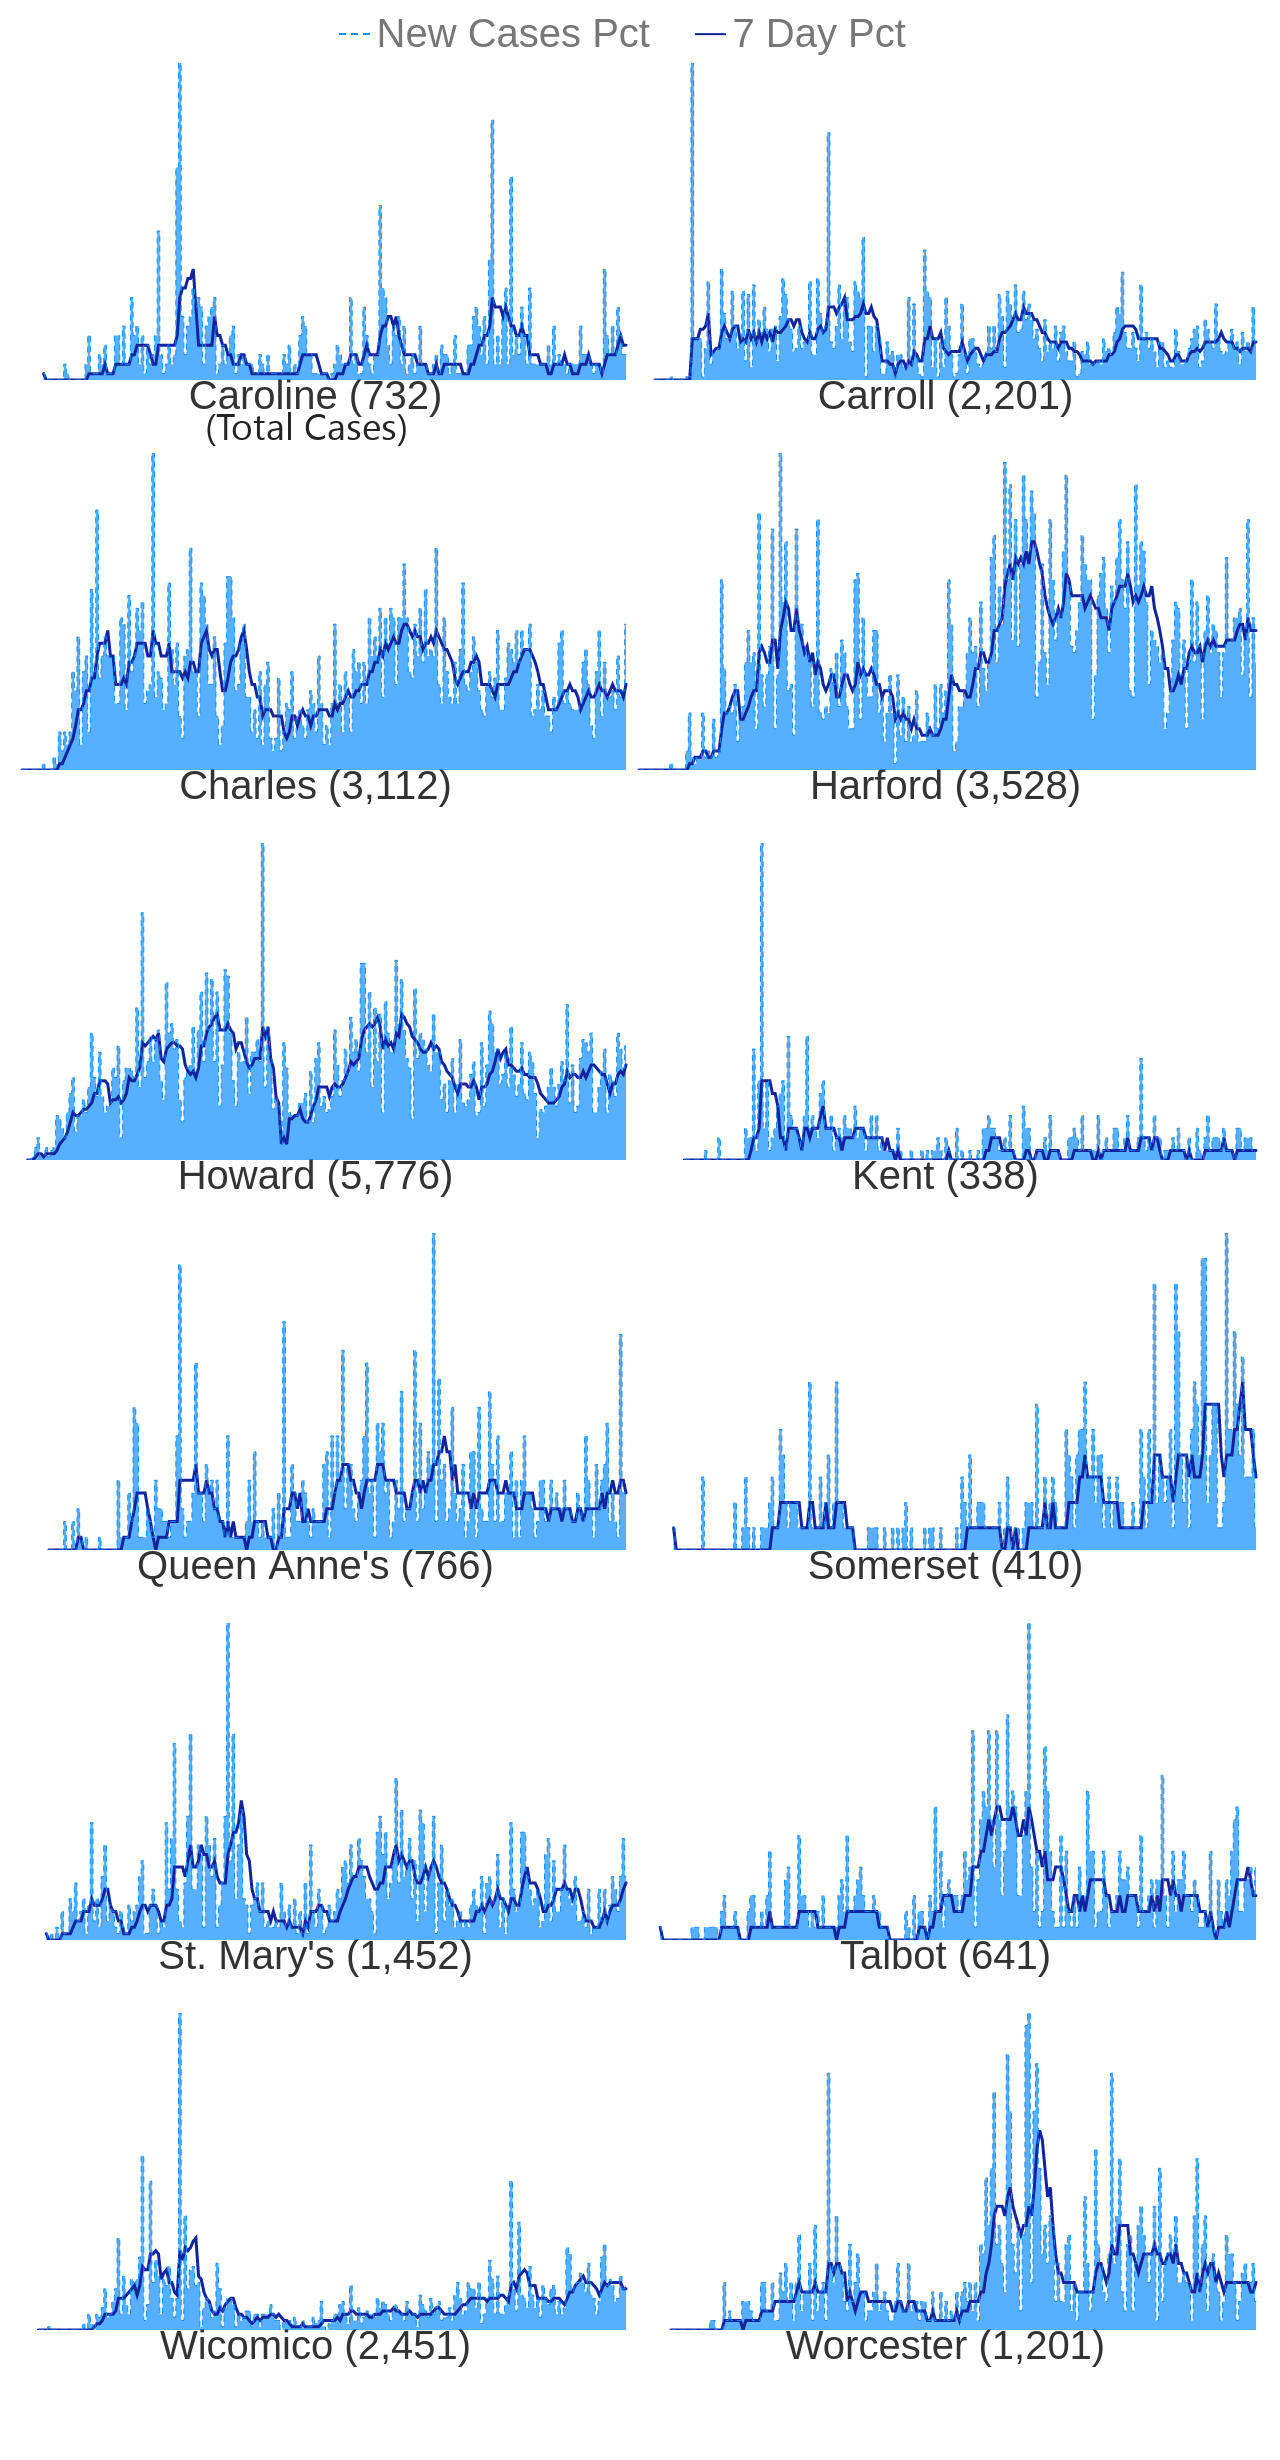 New Cases Pct 7 Day Pct
Caroline (732) Carroll (2,201)
(Total Cases)
Charles (3,112) Harford (3,528)
Howard (5,776) Kent (338)
Queen Anne's (766) Somerset (410)
St. Mary's (1,452) Talbot (641)
Wicomico (2,451) Worcester (1,201)